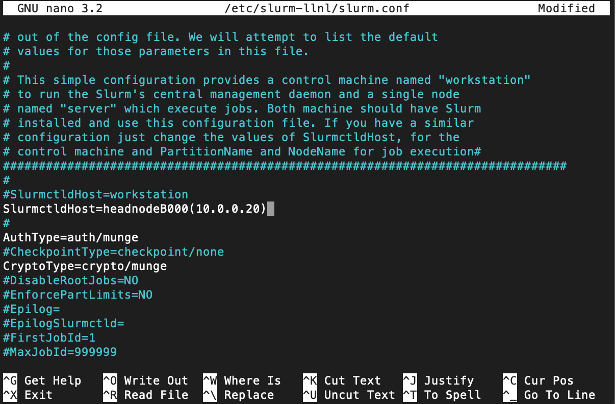 GNU nano 3.2 /etc/slurm-llnl/slurm.conf Modified
# out of the config file. We will attempt to list the default
# values for those parameters in this file.
#
# This simple configuration provides a control machine named "workstation"
# to run the Slurm's central management daemon and a single node
# named "server" which execute jobs. Both machine should have Slurm
# installed and use this configuration file. If you have a similar
# configuration just change the values of SlurmctldHost, for the
# control machine and PartitionName and NodeName for job execution#
###############################################################################
#
#SlurmctldHost=workstation
SlurmctldHost=headnodeB000(10.0.0.20)
#
AuthType=auth/munge
#CheckpointType=checkpoint/none
CryptoType=crypto/munge
#DisableRootJobs=NO
#EnforcePartLimits=NO
#Epilog=
#EpilogSlurmctld=
#FirstJobId=1
#MaxJobId=999999
^G Get Help ^O Write Out ^W Where Is ^K Cut Text ^J Justify ^C Cur Pos
^X Exit ^R Read File ^\ Replace ^U Uncut Text ^T To Spell ^_ Go To Line